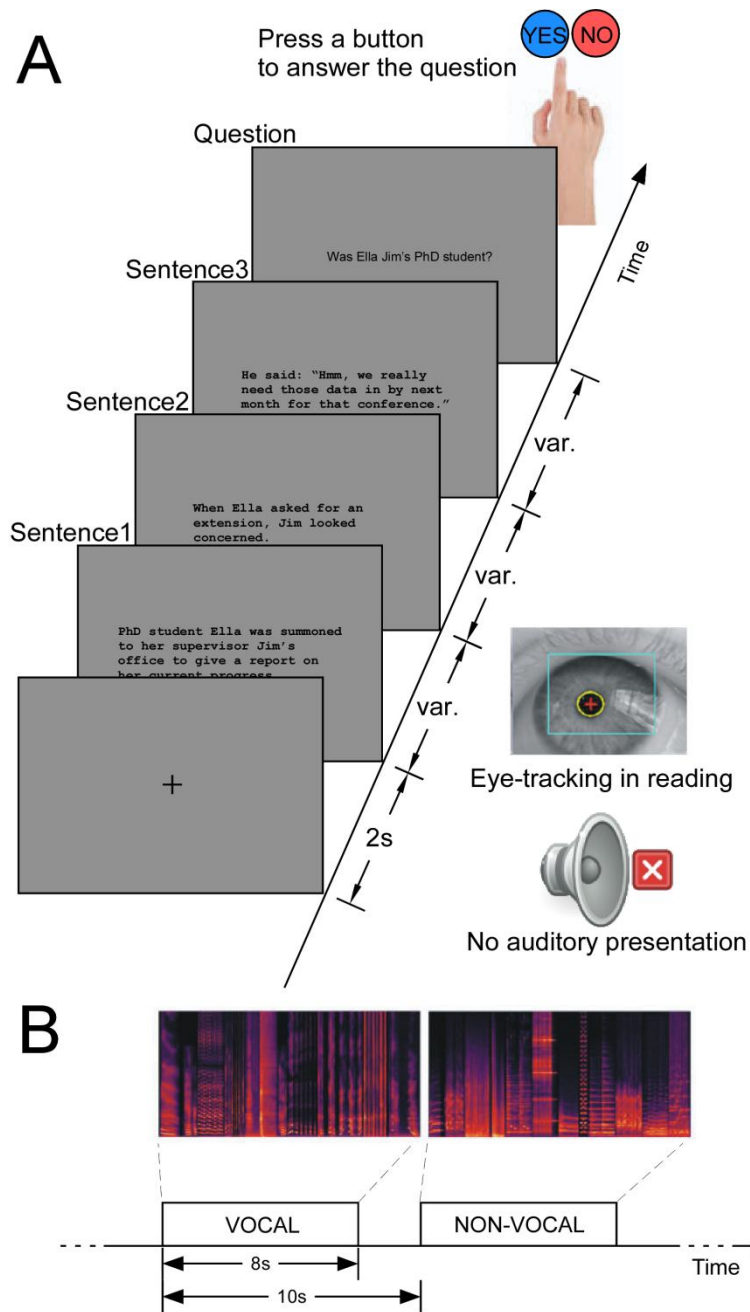 A
Press a button
to answer the question
YES
NO
Question
Was Ella Jim's PhD student?
Time
Sentence3
He said: “Hmm, we really
need those data in by next
month for that conference.”
var.
Sentence2
When Ella asked for an
extension, Jim looked
concerned.
var.
Sentence1
PhD student Ella was summoned
to her supervisor Jim's
office to give a report on
her current progress
var.
+
2s
Eye-tracking in reading
No auditory presentation
B
VOCAL
NON-VOCAL
8s
Time
10s